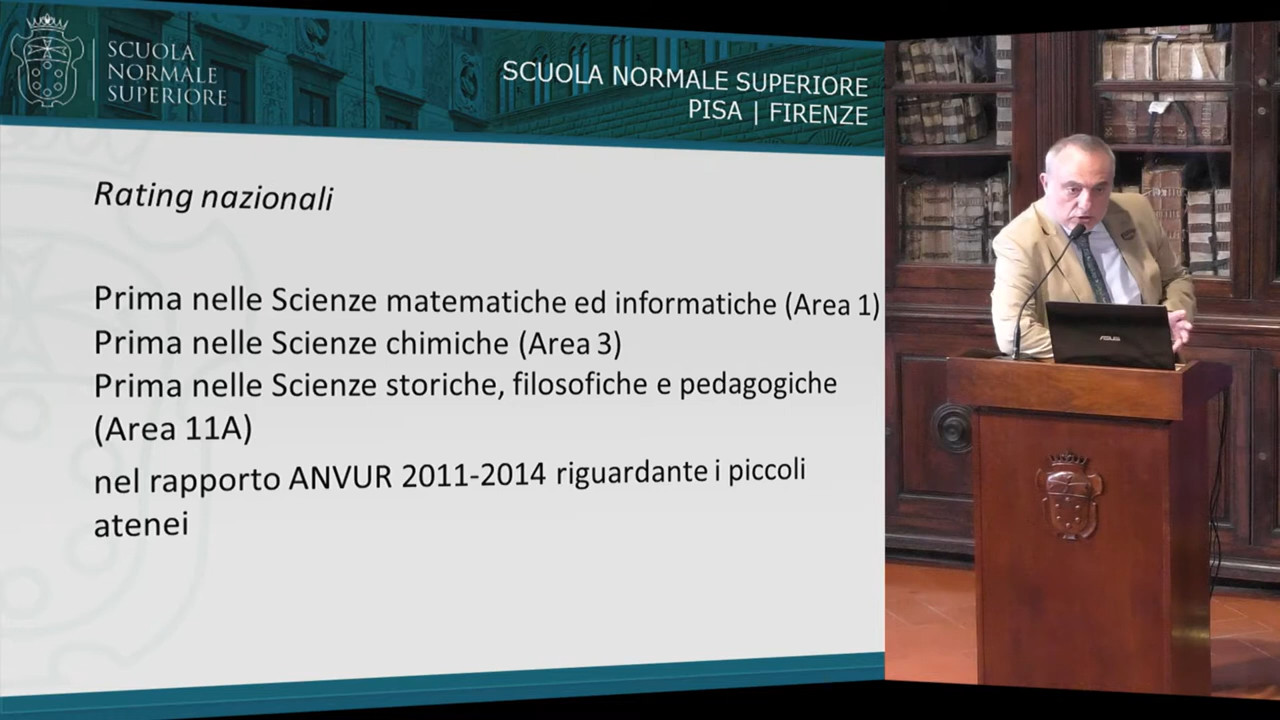 SCUOLA
NORMALE
SUPERIORE
SCUOLA NORMALE SUPERIORE
PISA | FIRENZE
Rating nazionali
Prima nelle Scienze matematiche ed informatiche (Area 1)
Prima nelle Scienze chimiche (Area 3)
Prima nelle Scienze storiche, filosofiche e pedagogiche
(Area 11A)
nel rapporto ANVUR 2011-2014 riguardante i piccoli
atenei
ASUS